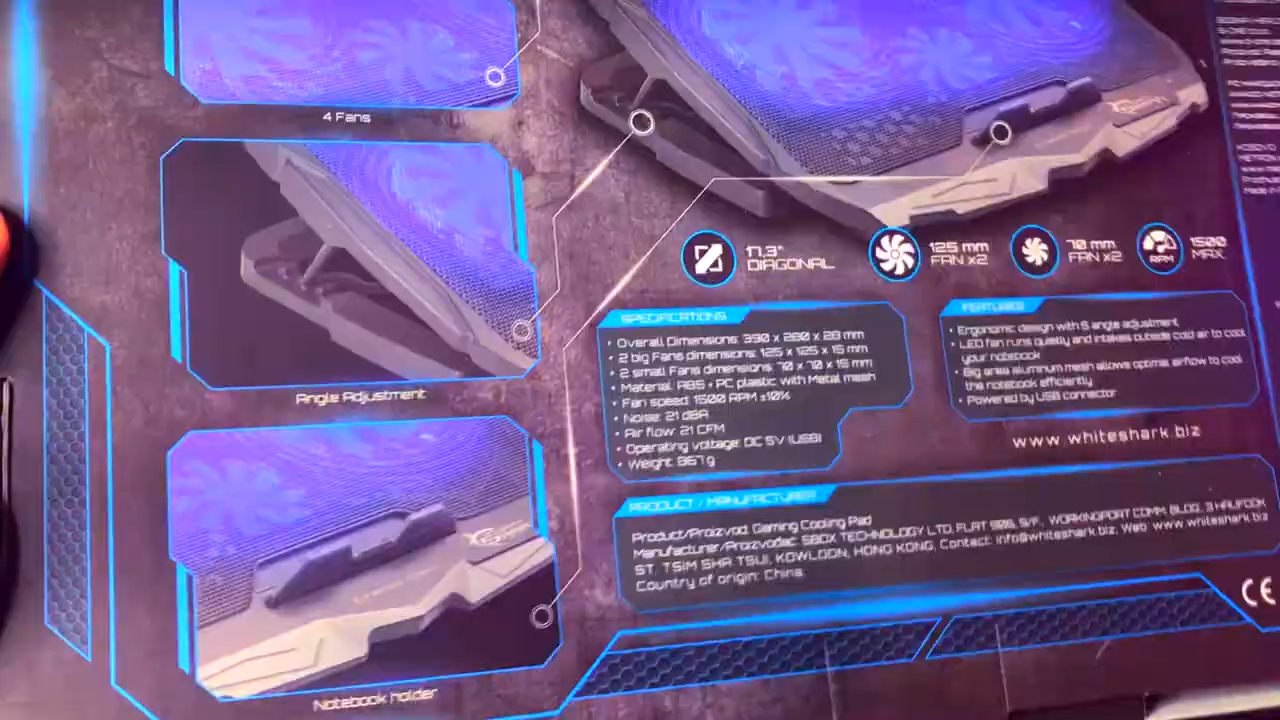 4 Fans
Angle Adjustment
Notebook holder
17,3"
DIAGONAL
125 mm
FAN x2
70 mm
FAN x2
RPM
1500
MAX
SPECIFICATIONS
• Overall Dimensions: 390 x 280 x 28 mm
• 2 big Fans dimensions: 125 x 125 x 15 mm
• 2 small Fans dimensions: 70 x 70 x 15 mm
• Material: ABS + PC plastic with Metal mesh
• Fan speed: 1500 RPM ±10%
• Noise: 21 dBA
• Air flow: 21 CFM
• Operating voltage: DC 5V (USB)
• Weight: 867 g
FEATURES
• Ergonomic design with 6 angle adjustment
• LED fan runs quietly and intakes outside cold air to cool
your notebook
• Big area aluminum mesh allows optimal airflow to cool
the notebook efficiently
• Powered by USB connector
www.whiteshark.biz
PRODUCT / MANUFACTURER
Product/Proizvod: Gaming Cooling Pad
Manufacturer/Proizvođač: SBOX TECHNOLOGY LTD. FLAT 5/F., WORKINGPORT COMM. BLDG. 3 HAU FOOK
ST. TSIM SHA TSUI, KOWLOON, HONG KONG, Contact: info@whiteshark.biz; Web: www.whiteshark.biz
Country of origin: China
CE